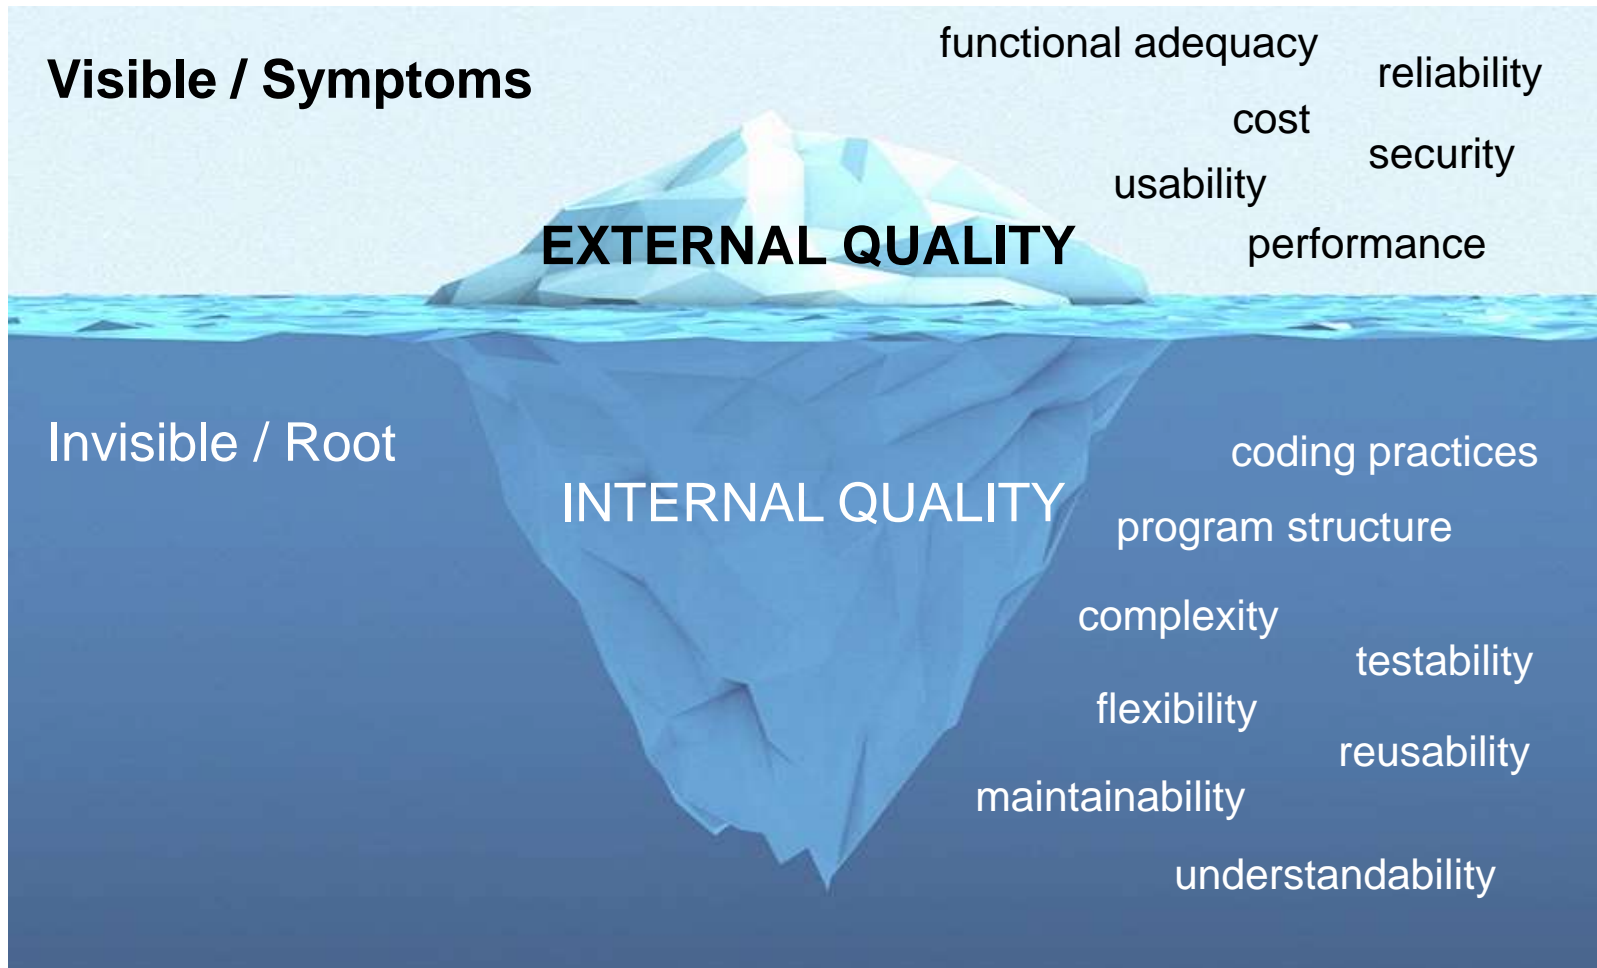 Visible / Symptoms
functional adequacy
reliability
cost
security
usability
performance
EXTERNAL QUALITY
Invisible / Root
INTERNAL QUALITY
coding practices
program structure
complexity
testability
flexibility
reusability
maintainability
understandability